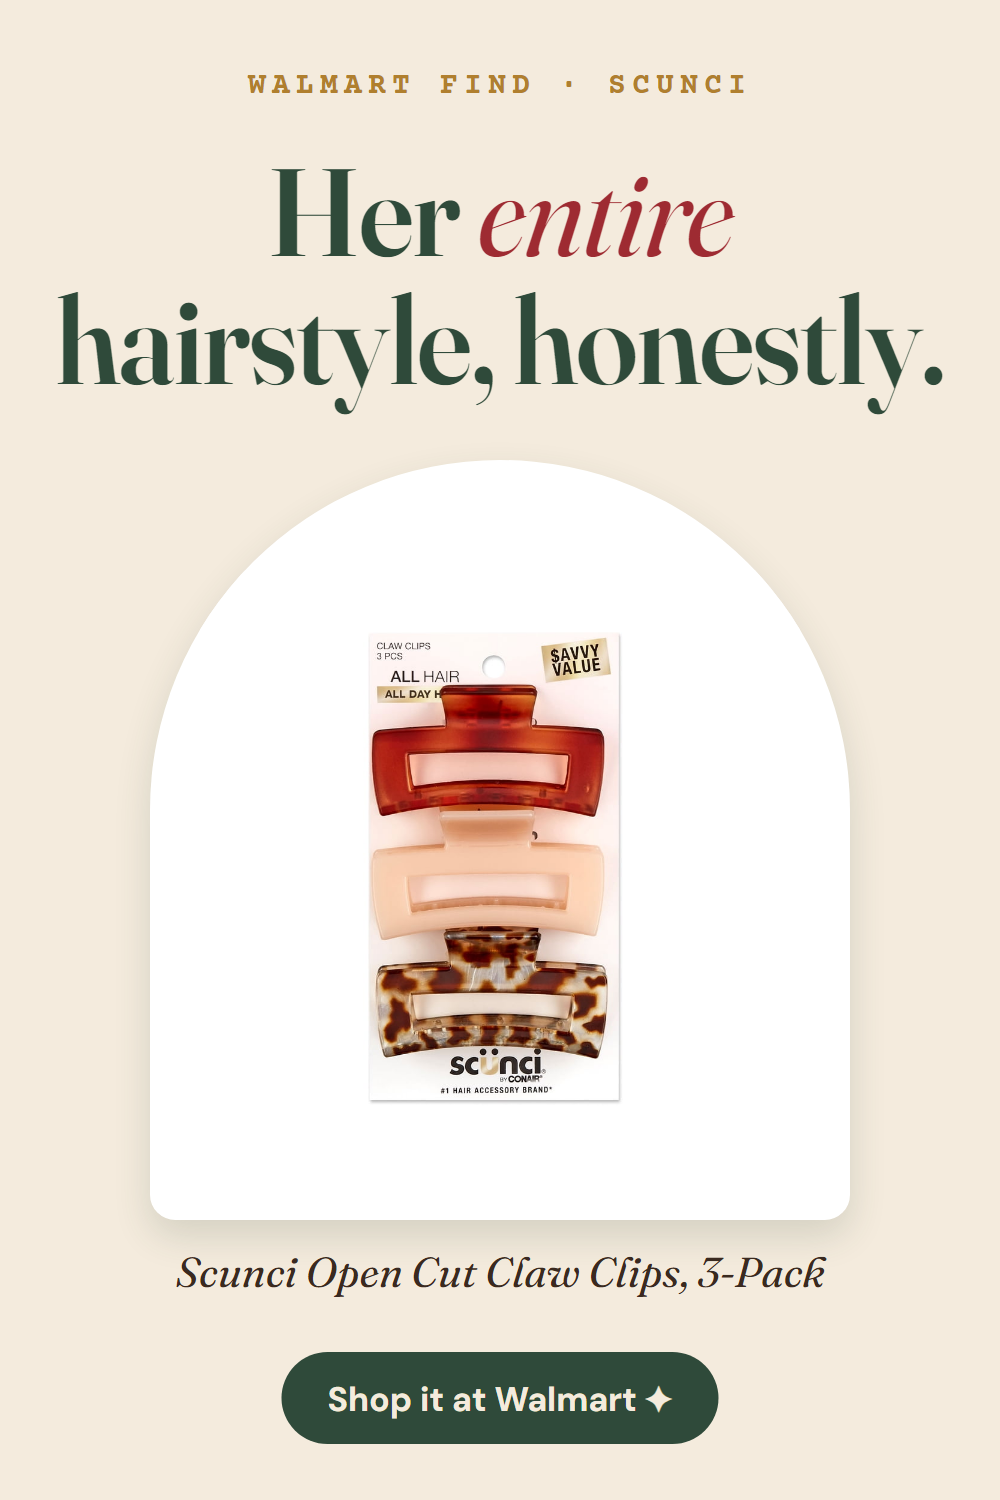 WALMART FIND · SCUNCI
Her entire
hairstyle, honestly.
CLAW CLIPS
3 PCS
$AVVY
VALUE
ALL HAIR
ALL DAY
scünci
BY CONAIR
#1 HAIR ACCESSORY BRAND*
Scunci Open Cut Claw Clips, 3-Pack
Shop it at Walmart ✦